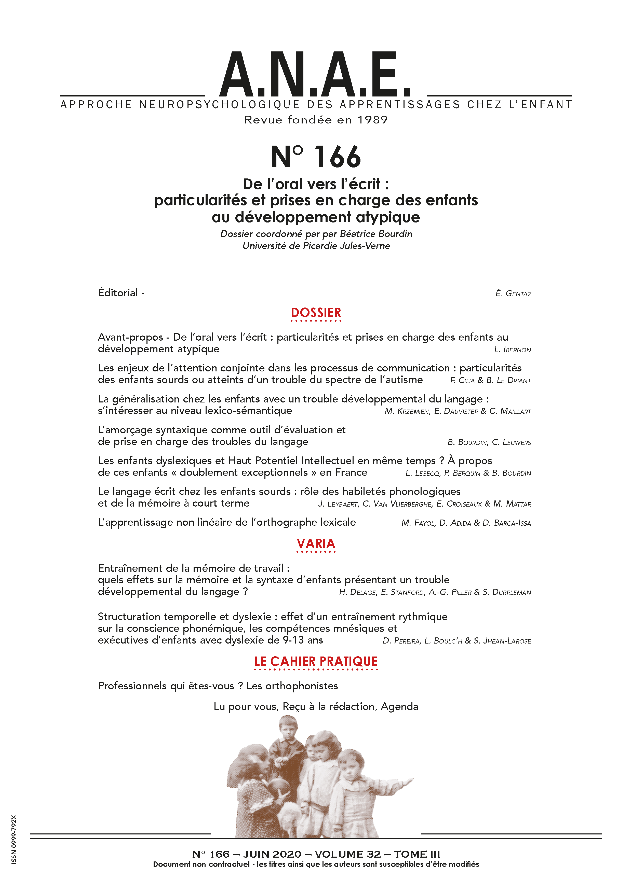 A.N.A.E.
APPROCHE NEUROPSYCHOLOGIQUE DES APPRENTISSAGES CHEZ L'ENFANT
Revue fondée en 1989
N° 166
De l'oral vers l'écrit :
particularités et prises en charge des enfants
au développement atypique
Dossier coordonné par par Béatrice Bourdin
Université de Picardie Jules-Verne
Éditorial - É. Gentaz
DOSSIER
Avant-propos - De l'oral vers l'écrit : particularités et prises en charge des enfants au
développement atypique
Les enjeux de l'attention conjointe dans les processus de communication : particularités
des enfants sourds ou atteints d'un trouble du spectre de l'autisme F. Cilia & B. L.
La généralisation chez les enfants avec un trouble développemental du langage :
s'intéresser au niveau lexico-sémantique M. Krzemien, E. Dauvister & C. Maillart
L'amorçage syntaxique comme outil d'évaluation et
de prise en charge des troubles du langage B. Bourdin, C. Leuwers
Les enfants dyslexiques et Haut Potentiel Intellectuel en même temps ? À propos
de ces enfants « doublement exceptionnels » en France L. Lesecq, P. Berquin & B. Bourdin
Le langage écrit chez les enfants sourds : rôle des habiletés phonologiques
et de la mémoire à court terme J. Leybaert, C. Van Vuerberghe, E. Croiseaux & M. Mattar
L'apprentissage non linéaire de l'orthographe lexicale M. Fayol, D. Adjda & D. Barca-Issa
VARIA
Entraînement de la mémoire de travail :
quels effets sur la mémoire et la syntaxe d'enfants présentant un trouble
développemental du langage ? H. Delage, E. Stanford, A. G. Piller & S. Durrleman
Structuration temporelle et dyslexie : effet d'un entraînement rythmique
sur la conscience phonémique, les compétences mnésiques et
exécutives d'enfants avec dyslexie de 9-13 ans D. Pereira, L. Bouloc'h & S. Jhean-Larose
LE CAHIER PRATIQUE
Professionnels qui êtes-vous ? Les orthophonistes
Lu pour vous, Reçu à la rédaction, Agenda
ISSN 0999-792X
N° 166 – JUIN 2020 – VOLUME 32 – TOME III
Document non contractuel - les titres ainsi que les auteurs sont susceptibles d'être modifiés